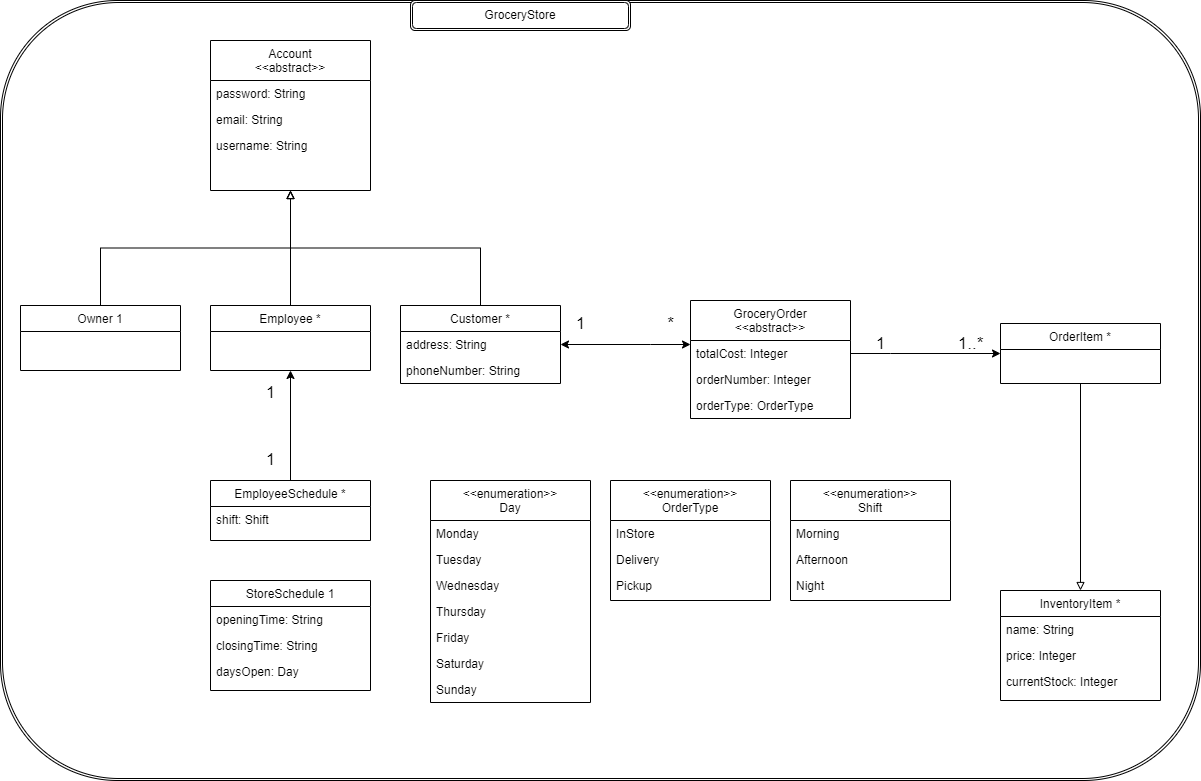 GroceryStore
Account
<<abstract>>
password: String
email: String
username: String
Owner 1
Employee *
Customer *
address: String
phoneNumber: String
1
*
GroceryOrder
<<abstract>>
totalCost: Integer
orderNumber: Integer
orderType: OrderType
1
1..*
OrderItem *
1
1
EmployeeSchedule *
shift: Shift
<<enumeration>>
Day
Monday
Tuesday
Wednesday
Thursday
Friday
Saturday
Sunday
<<enumeration>>
OrderType
InStore
Delivery
Pickup
<<enumeration>>
Shift
Morning
Afternoon
Night
StoreSchedule 1
openingTime: String
closingTime: String
daysOpen: Day
InventoryItem *
name: String
price: Integer
currentStock: Integer